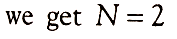 we get N = 2